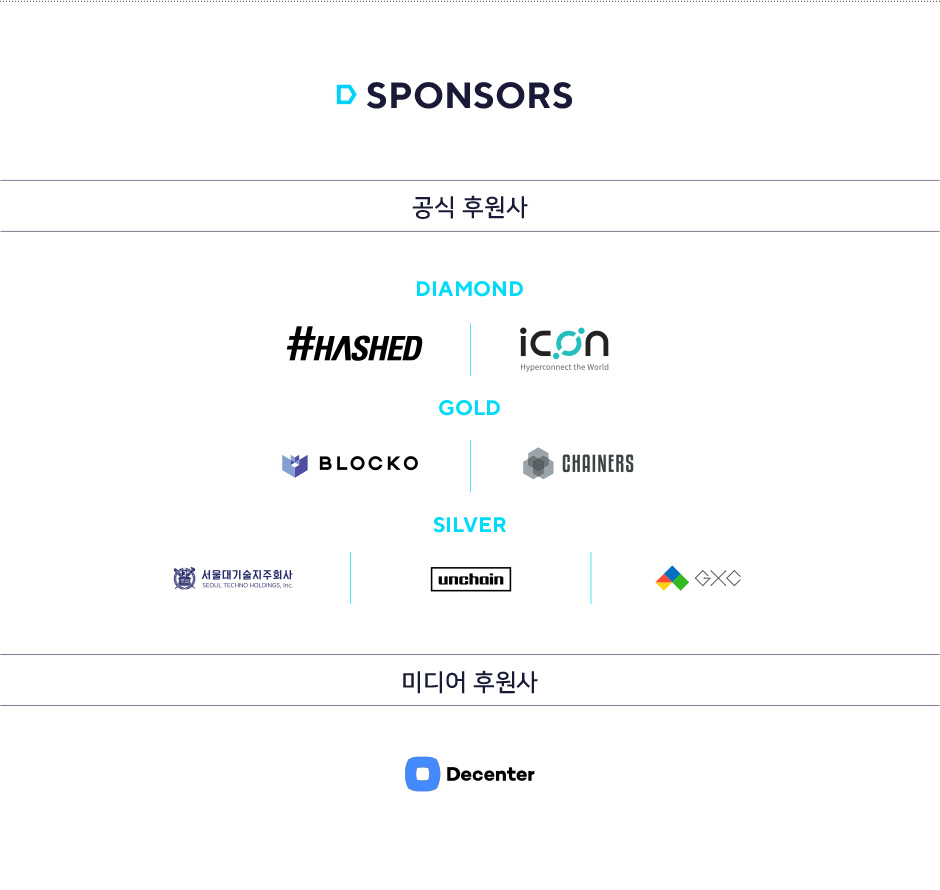 SPONSORS
공식 후원사
DIAMOND
#HASHED
icon
Hyperconnect the World
GOLD
BLOCKO
CHAINERS
SILVER
서울대기술지주회사
SEOUL TECHNO HOLDINGS, Inc.
unchain
GXC
미디어 후원사
Decenter